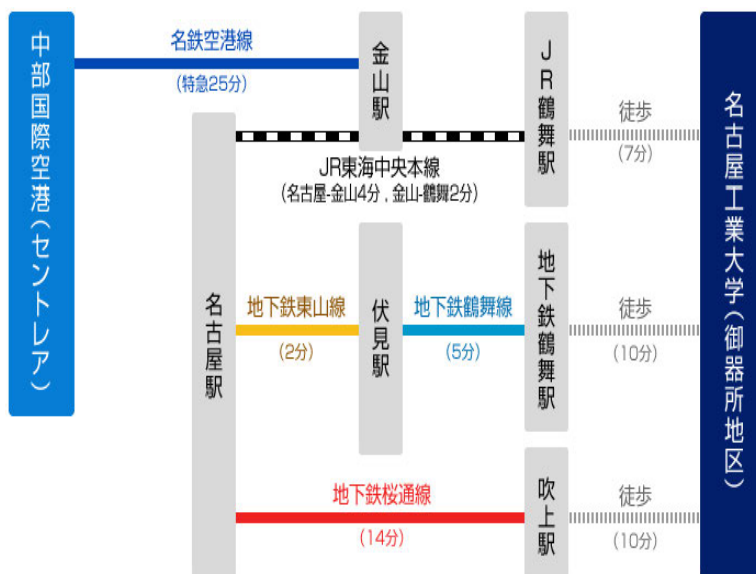 中部国際空港(セントレア)
名鉄空港線
(特急25分)
金山駅
JR鶴舞駅
徒歩
(7分)
名古屋工業大学(御器所地区)
JR東海中央本線
(名古屋-金山4分 , 金山-鶴舞2分)
名古屋駅
地下鉄東山線
(2分)
伏見駅
地下鉄鶴舞線
(5分)
地下鉄鶴舞駅
徒歩
(10分)
地下鉄桜通線
(14分)
吹上駅
徒歩
(10分)